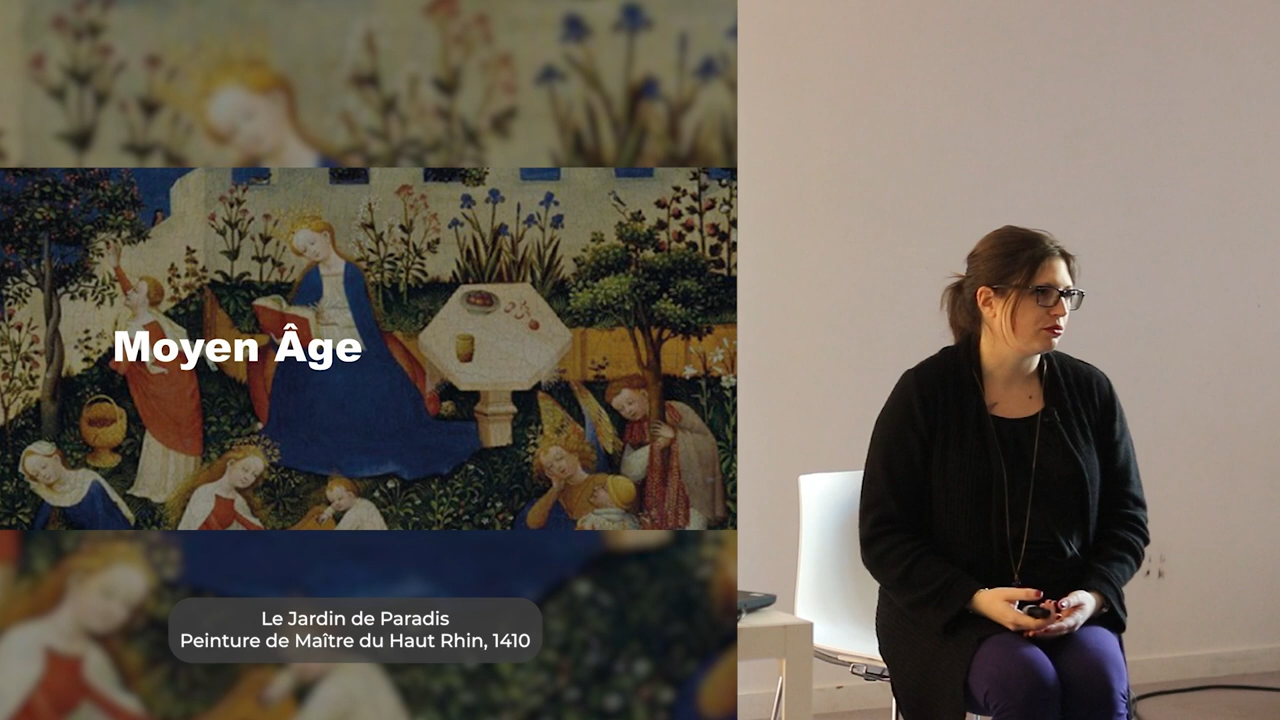 Moyen Âge
Le Jardin de Paradis
Peinture de Maître du Haut Rhin, 1410